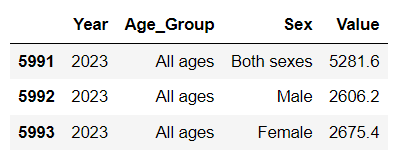 Year Age_Group Sex Value
5991 2023 All ages Both sexes 5281.6
5992 2023 All ages Male 2606.2
5993 2023 All ages Female 2675.4